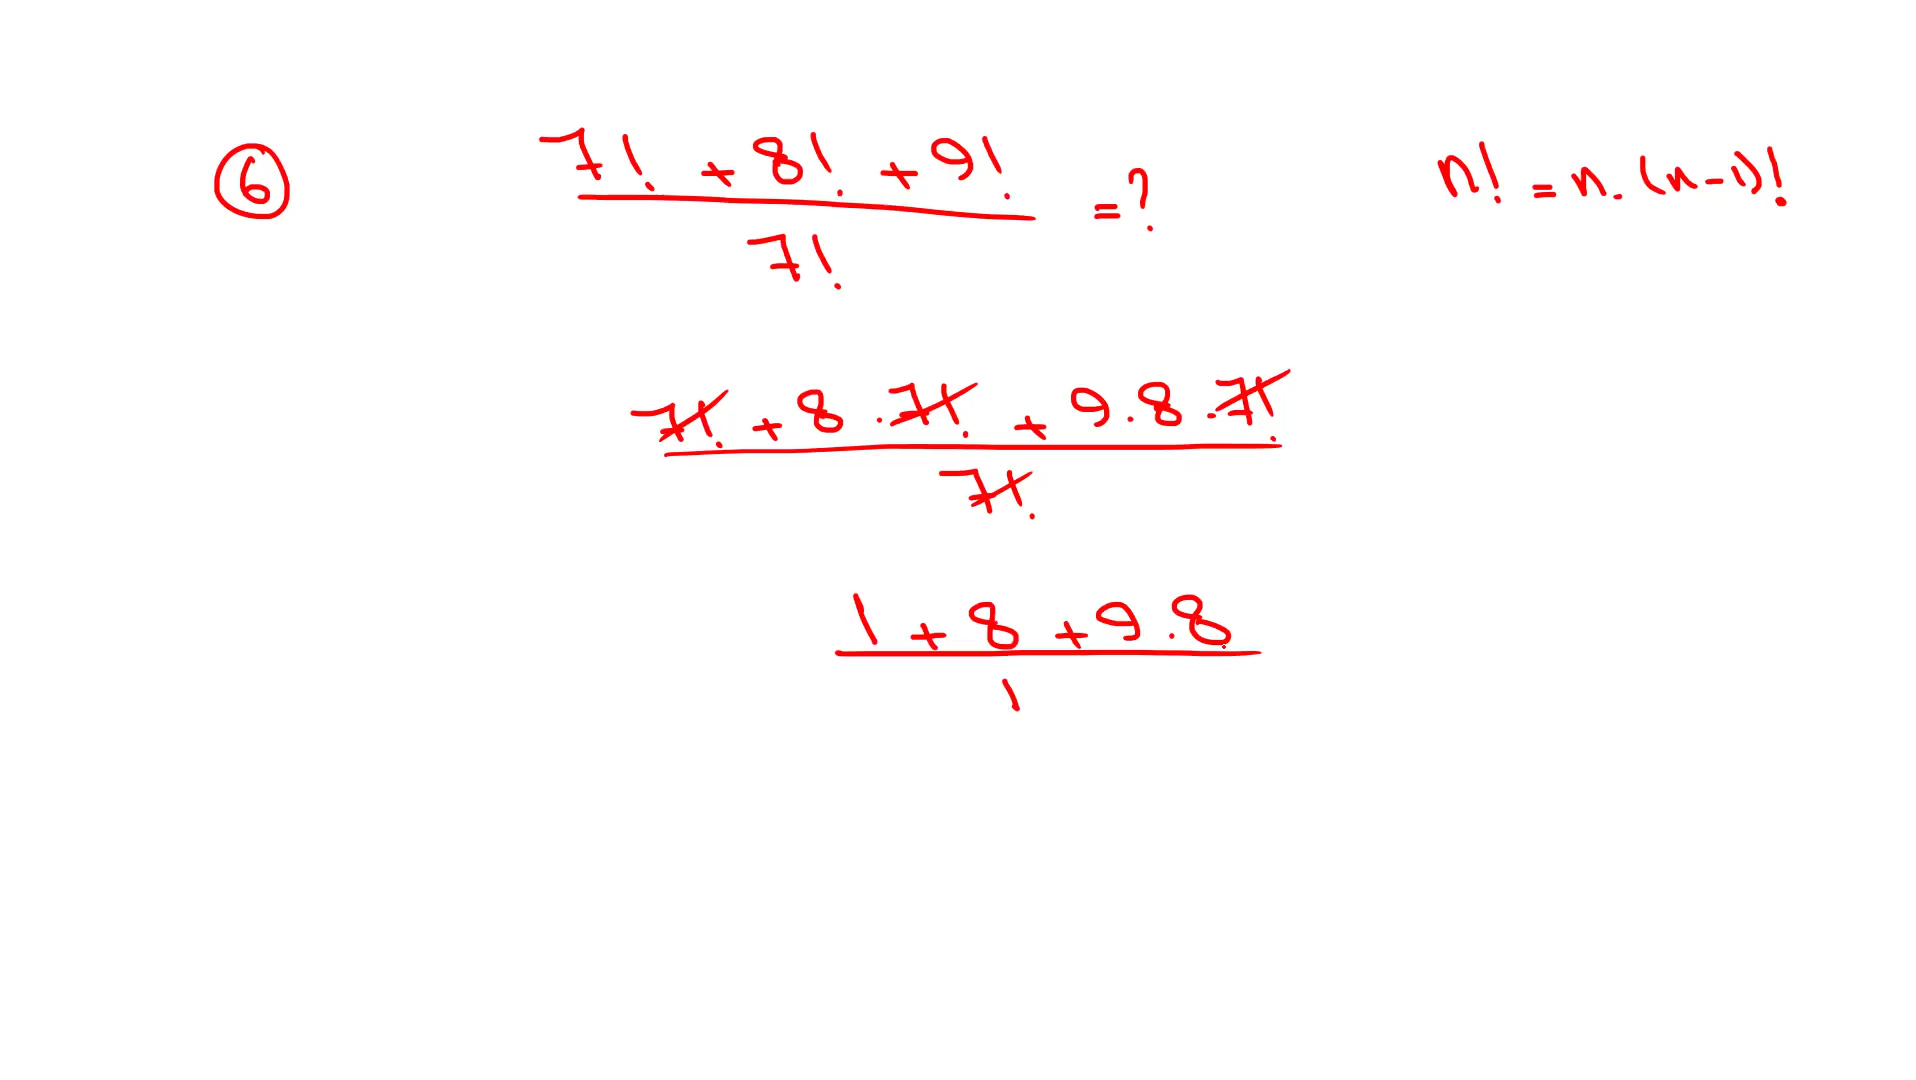 ⑥ (7! + 8! + 9!) / 7! = ? n! = n.(n-1)!
(7! + 8.7! + 9.8.7!) / 7!
(1 + 8 + 9.8) / 1